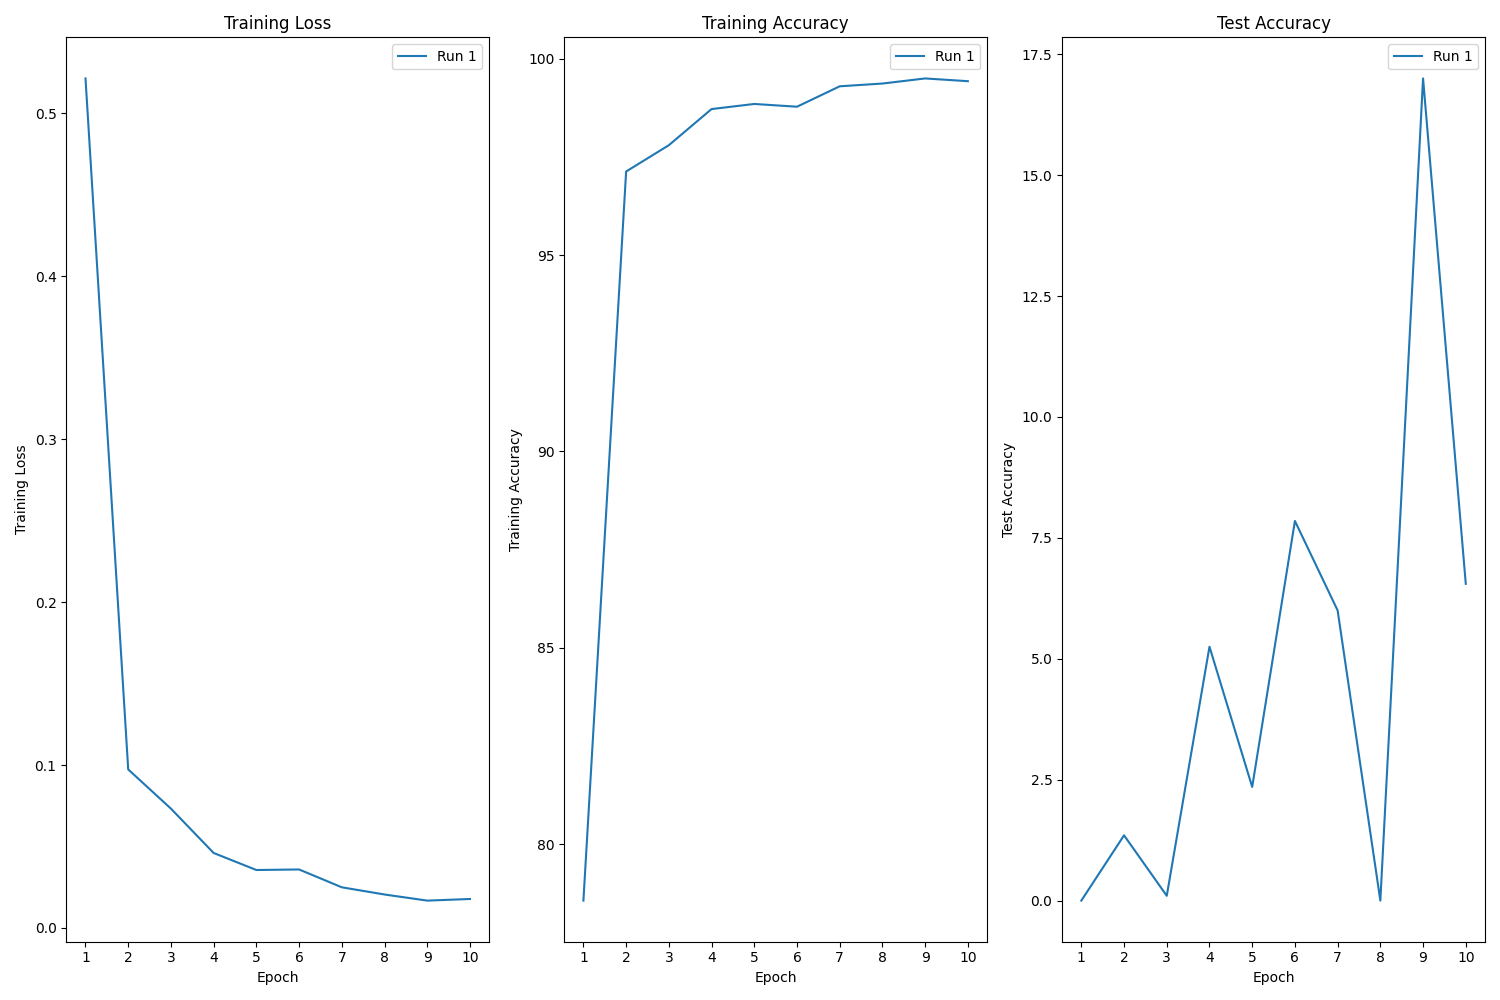 Training Loss
Run 1
0.5
0.4
0.3
0.2
0.1
0.0
Training Loss
1 2 3 4 5 6 7 8 9 10
Epoch
Training Accuracy
Run 1
100
95
90
85
80
Training Accuracy
1 2 3 4 5 6 7 8 9 10
Epoch
Test Accuracy
Run 1
17.5
15.0
12.5
10.0
7.5
5.0
2.5
0.0
Test Accuracy
1 2 3 4 5 6 7 8 9 10
Epoch